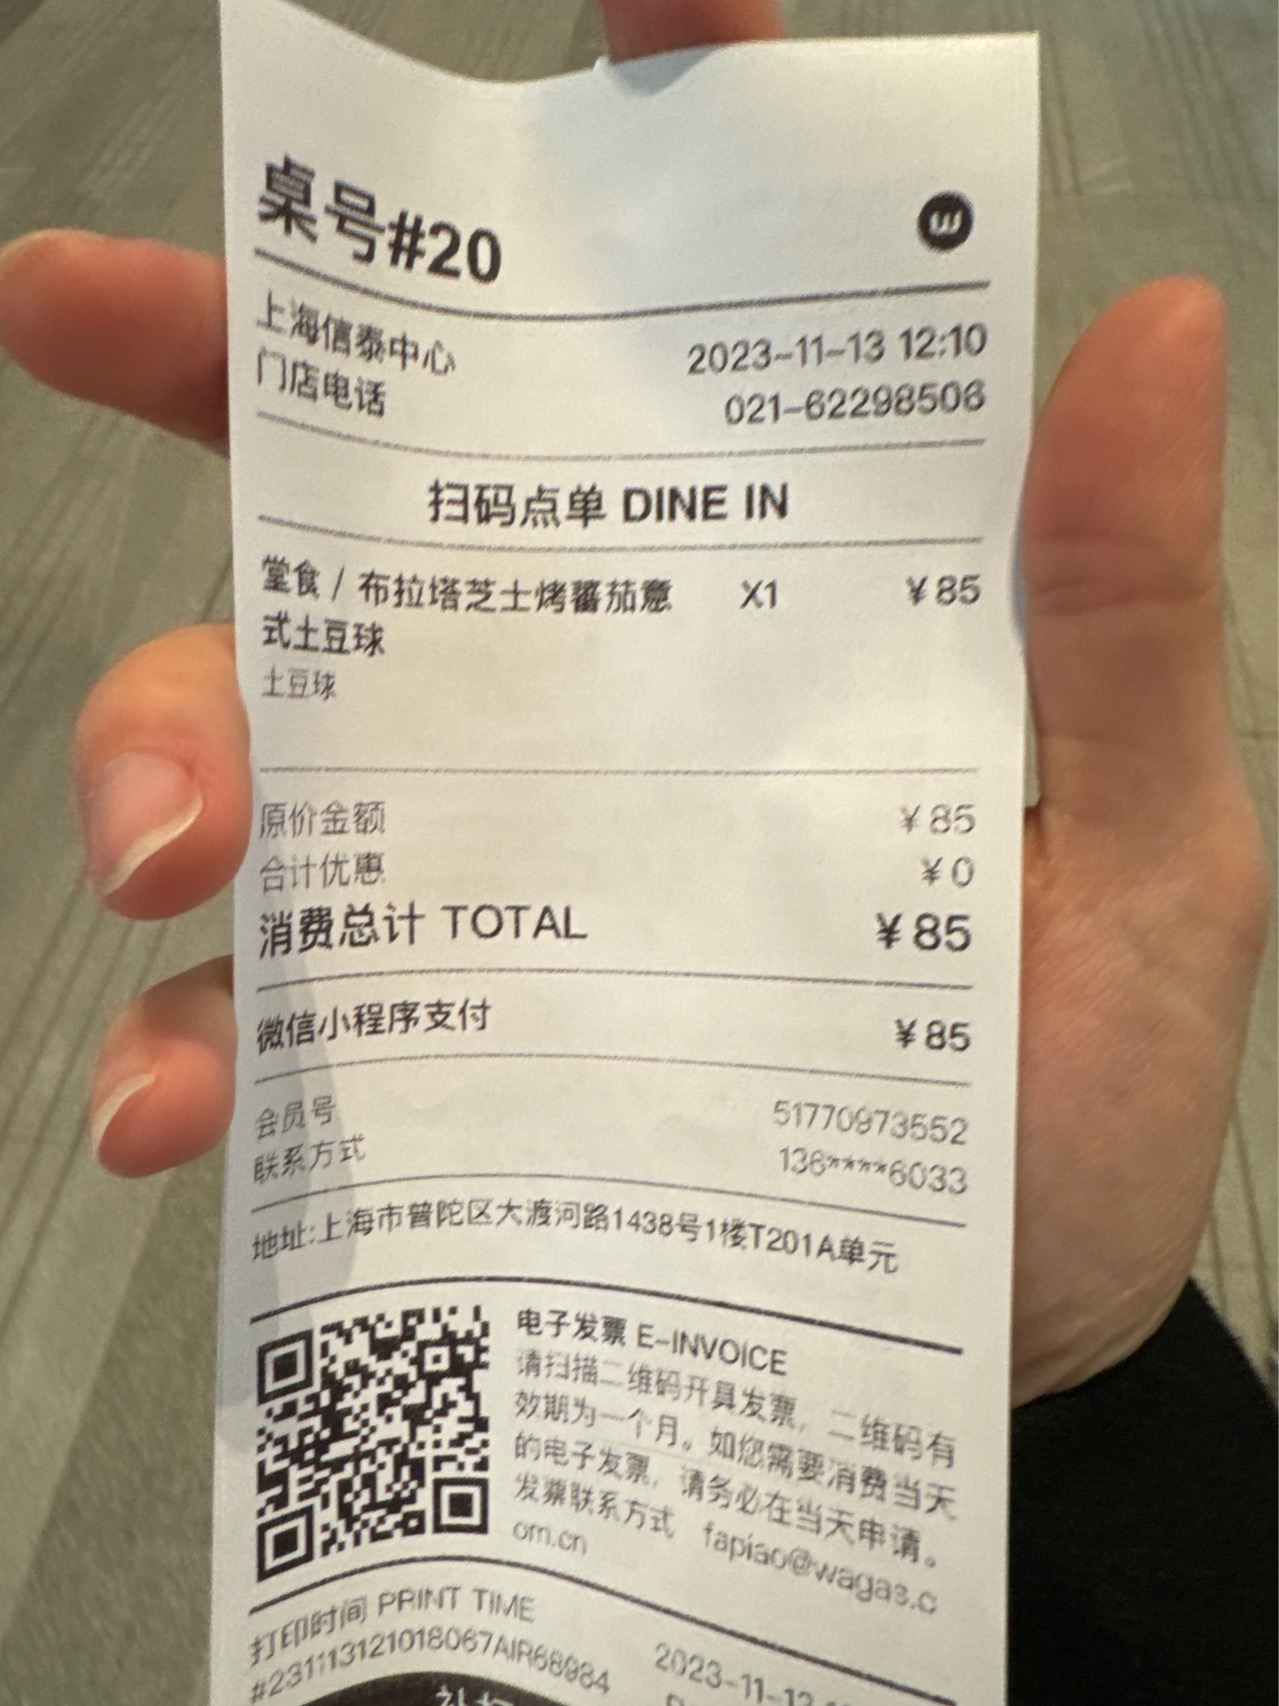 桌号#20
上海信泰中心 2023-11-13 12:10
门店电话 021-62298506
扫码点单 DINE IN
堂食 / 布拉塔芝士烤蕃茄意 X1 ¥85
式土豆球
土豆球
原价金额 ¥85
合计优惠 ¥0
消费总计 TOTAL ¥85
微信小程序支付 ¥85
会员号 51770973552
联系方式 136****6033
地址:上海市普陀区大渡河路1438号1楼T201A单元
电子发票 E-INVOICE
请扫描二维码开具发票，二维码有
效期为一个月。如您需要消费当天
的电子发票，请务必在当天申请。
发票联系方式 fapiao@wagas.c
om.cn
打印时间 PRINT TIME 2023-11-13
#231113121018067AIR68984